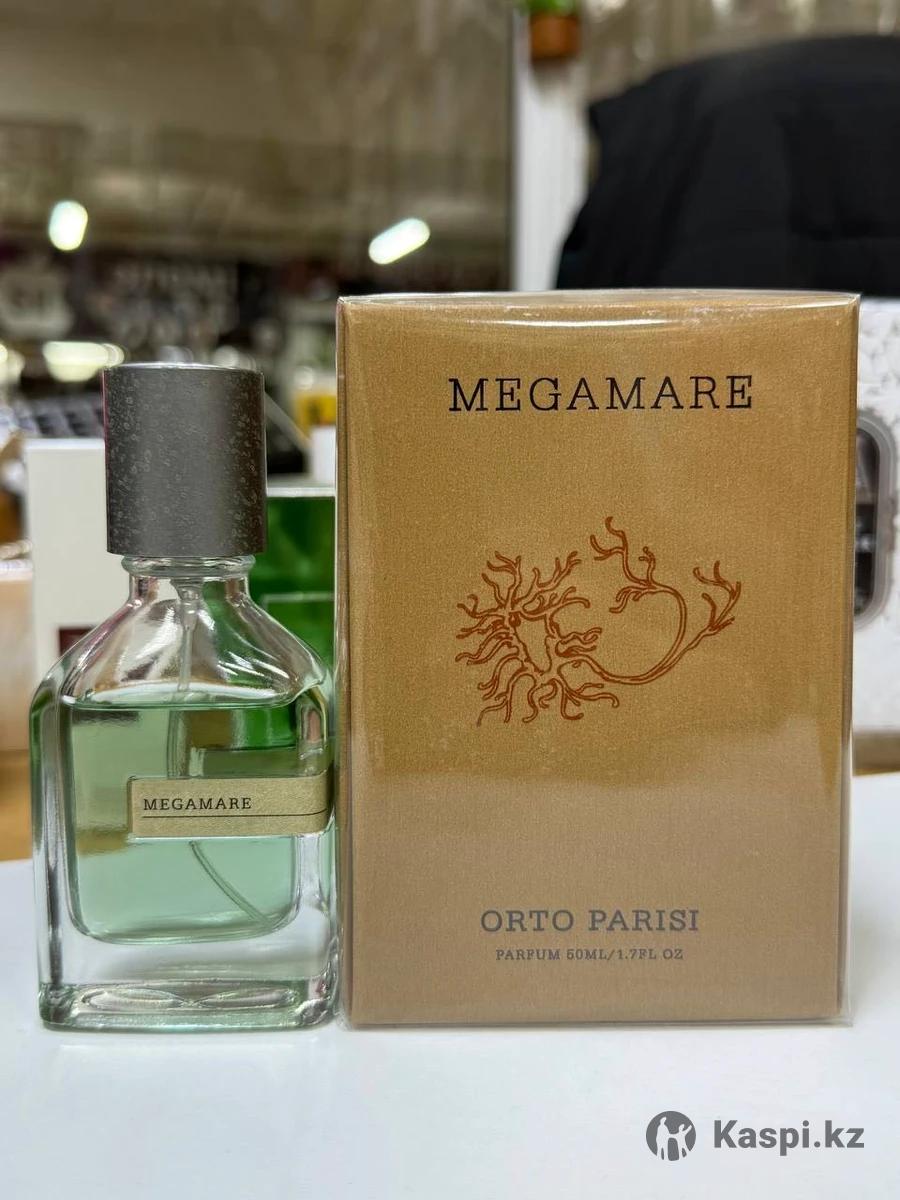 MEGAMARE
MEGAMARE
ORTO PARISI
PARFUM 50ML/1.7FL OZ
Kaspi.kz